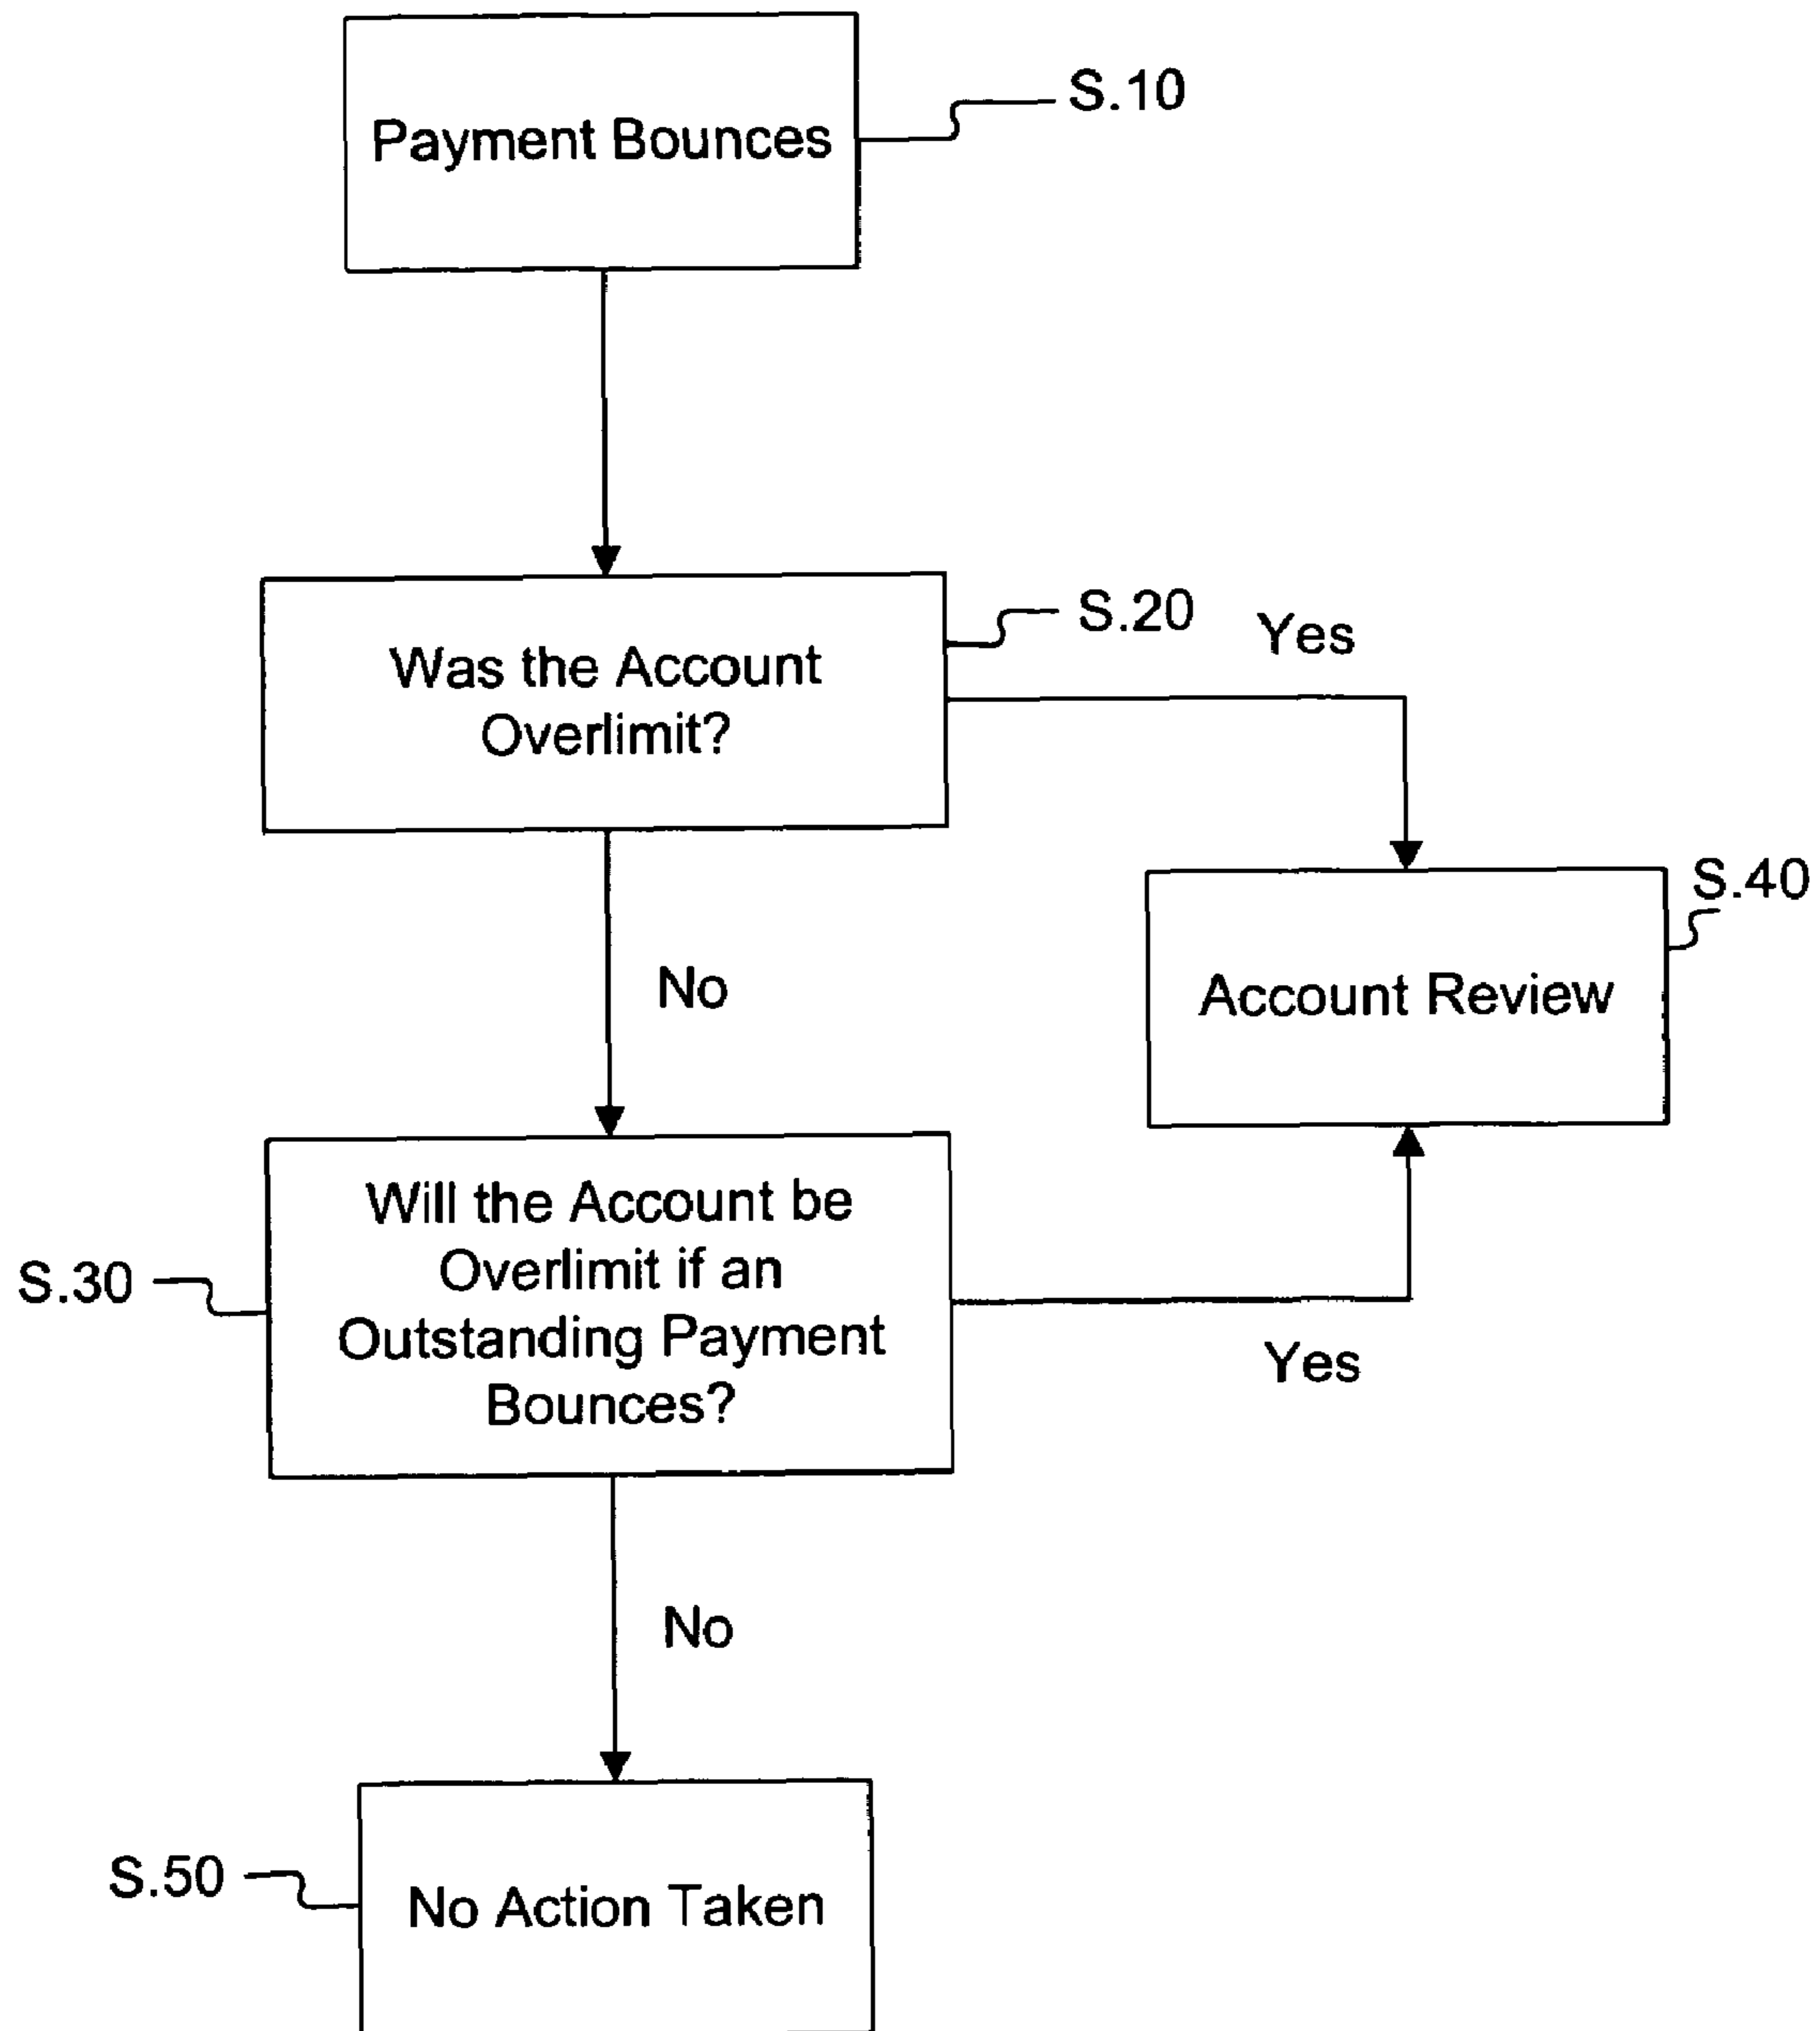 Payment Bounces
S.10
Was the Account
Overlimit?
S.20
Yes
No
Account Review
S.40
Will the Account be
Overlimit if an
Outstanding Payment
Bounces?
S.30
Yes
No
No Action Taken
S.50